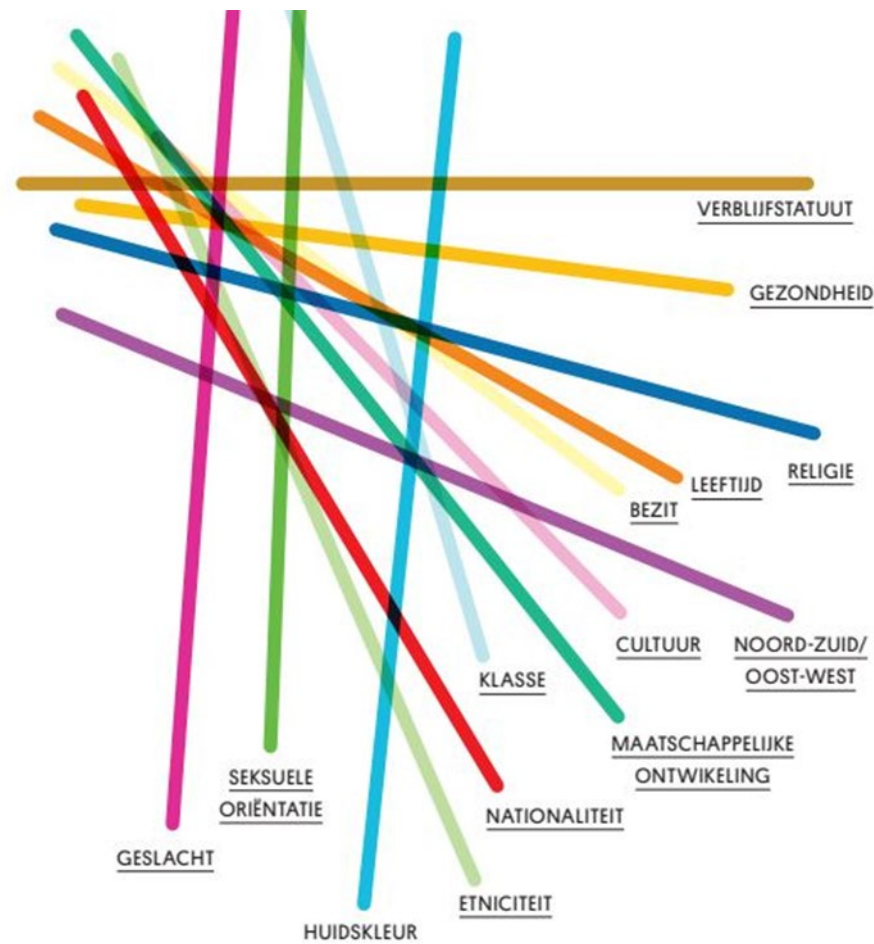 VERBLIJFSTATUUT
GEZONDHEID
RELIGIE
LEEFTIJD
BEZIT
CULTUUR
NOORD-ZUID/
OOST-WEST
KLASSE
MAATSCHAPPELIJKE
ONTWIKELING
SEKSUELE
ORIËNTATIE
NATIONALITEIT
GESLACHT
ETNICITEIT
HUIDSKLEUR